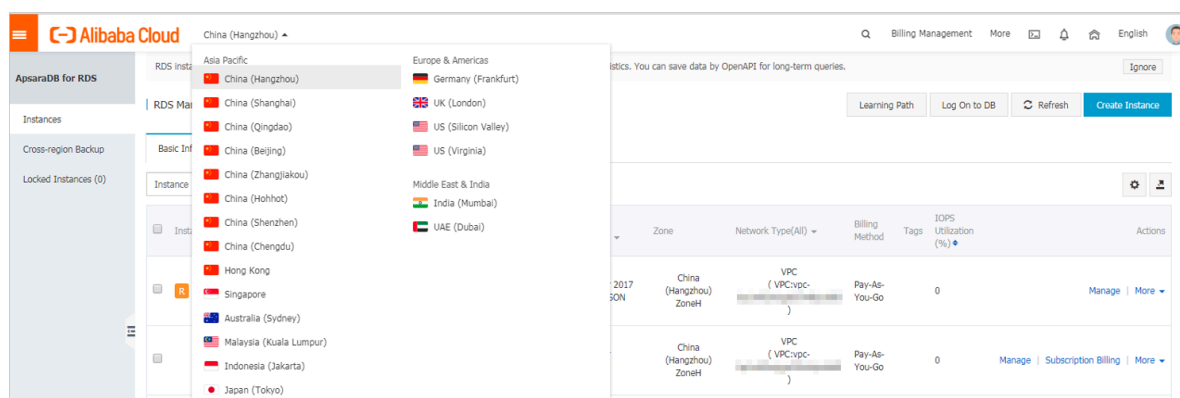 Alibaba Cloud
China (Hangzhou)
Billing Management
More
English
ApsaraDB for RDS
Instances
Cross-region Backup
Locked Instances (0)
RDS insta
istics. You can save data by OpenAPI for long-term queries.
Ignore
RDS Mar
Learning Path
Log On to DB
Refresh
Create Instance
Basic Inf
Instance
Asia Pacific
China (Hangzhou)
China (Shanghai)
China (Qingdao)
China (Beijing)
China (Zhangjiakou)
China (Hohhot)
China (Shenzhen)
China (Chengdu)
Hong Kong
Singapore
Australia (Sydney)
Malaysia (Kuala Lumpur)
Indonesia (Jakarta)
Japan (Tokyo)
Europe & Americas
Germany (Frankfurt)
UK (London)
US (Silicon Valley)
US (Virginia)
Middle East & India
India (Mumbai)
UAE (Dubai)
Insta
Zone
Network Type(All)
Billing
Method
Tags
IOPS
Utilization
(%)
Actions
R
2017
SON
China
(Hangzhou)
ZoneH
VPC
( VPC:vpc-
)
Pay-As-
You-Go
0
Manage | More
China
(Hangzhou)
ZoneH
VPC
( VPC:vpc-
)
Pay-As-
You-Go
0
Manage | Subscription Billing | More